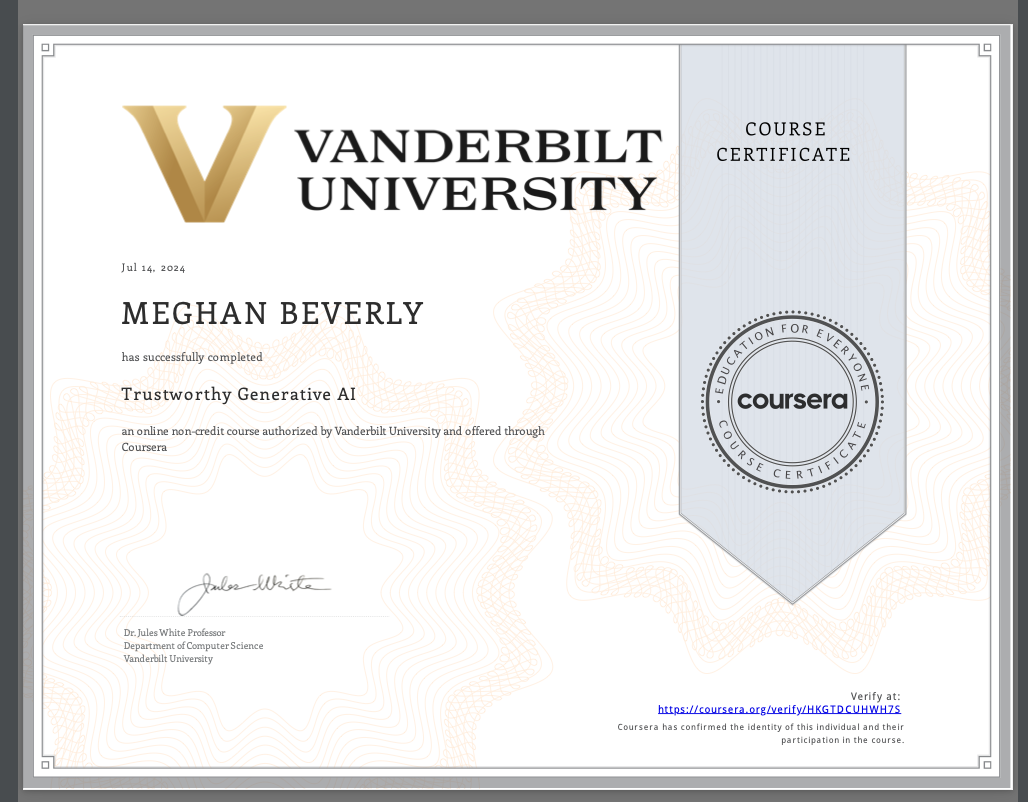 VANDERBILT
UNIVERSITY
COURSE
CERTIFICATE
Jul 14, 2024
MEGHAN BEVERLY
has successfully completed
Trustworthy Generative AI
an online non-credit course authorized by Vanderbilt University and offered through
Coursera
EDUCATION FOR EVERYONE
coursera
COURSE CERTIFICATE
Jules White
Dr. Jules White Professor
Department of Computer Science
Vanderbilt University
Verify at:
https://coursera.org/verify/HKGTDCUHWH7S
Coursera has confirmed the identity of this individual and their
participation in the course.